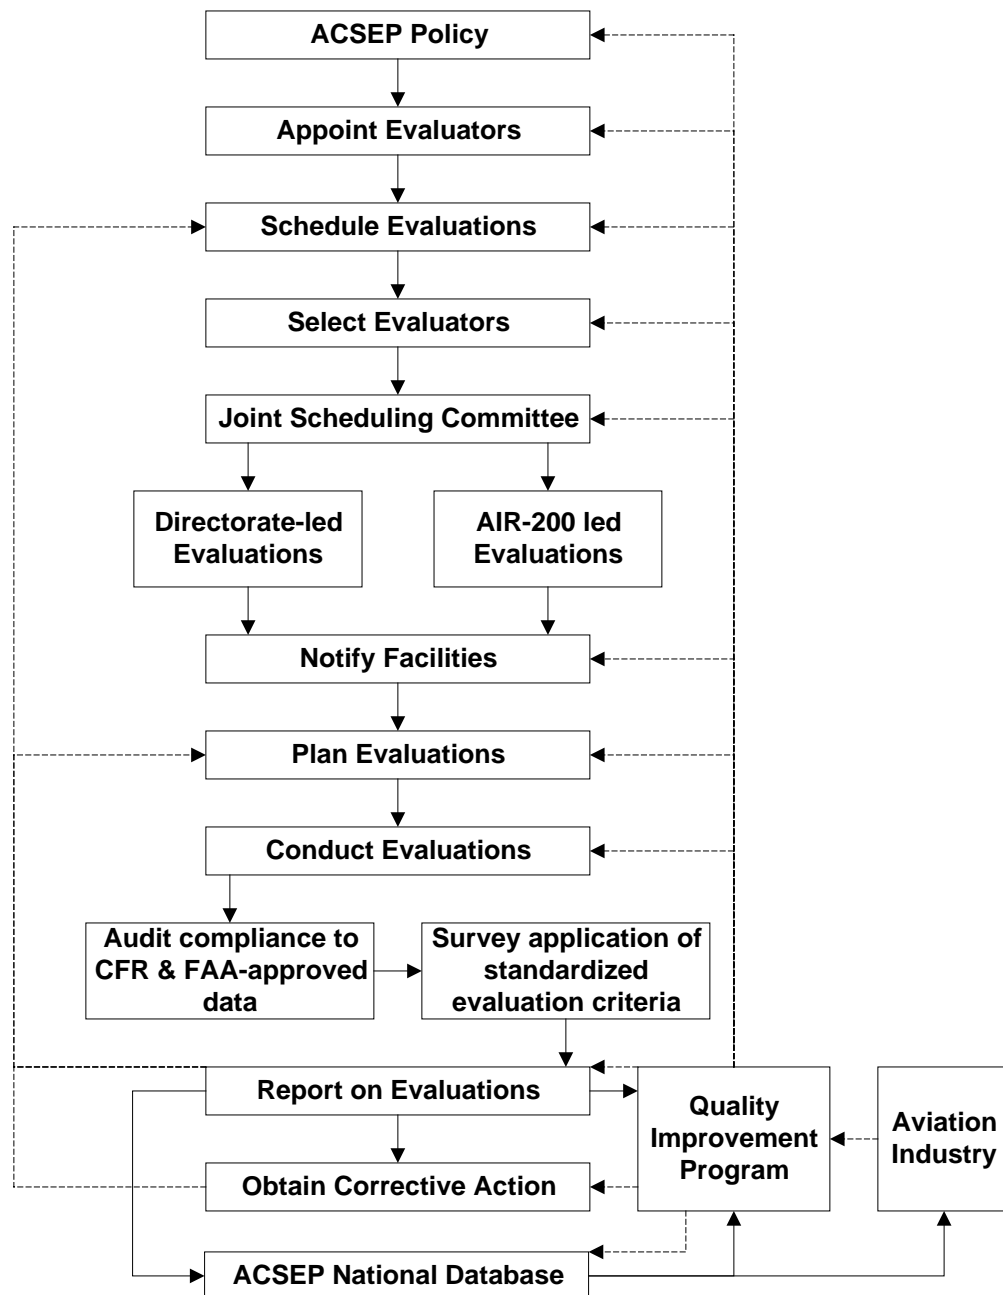 ACSEP Policy
Appoint Evaluators
Schedule Evaluations
Select Evaluators
Joint Scheduling Committee
Directorate-led
Evaluations
AIR-200 led
Evaluations
Notify Facilities
Plan Evaluations
Conduct Evaluations
Audit compliance to
CFR & FAA-approved
data
Survey application of
standardized
evaluation criteria
Report on Evaluations
Quality
Improvement
Program
Aviation
Industry
Obtain Corrective Action
ACSEP National Database